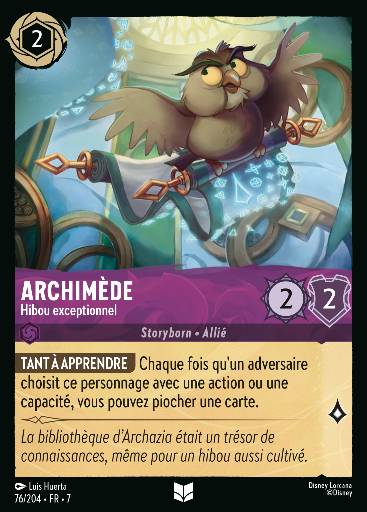 2
ARCHIMÈDE
Hibou exceptionnel
2
2
Storyborn • Allié
TANT À APPRENDRE Chaque fois qu'un adversaire
choisit ce personnage avec une action ou une
capacité, vous pouvez piocher une carte.
La bibliothèque d'Archazia était un trésor de
connaissances, même pour un hibou aussi cultivé.
Luis Huerta
76/204 • FR • 7
Disney Lorcana
©Disney